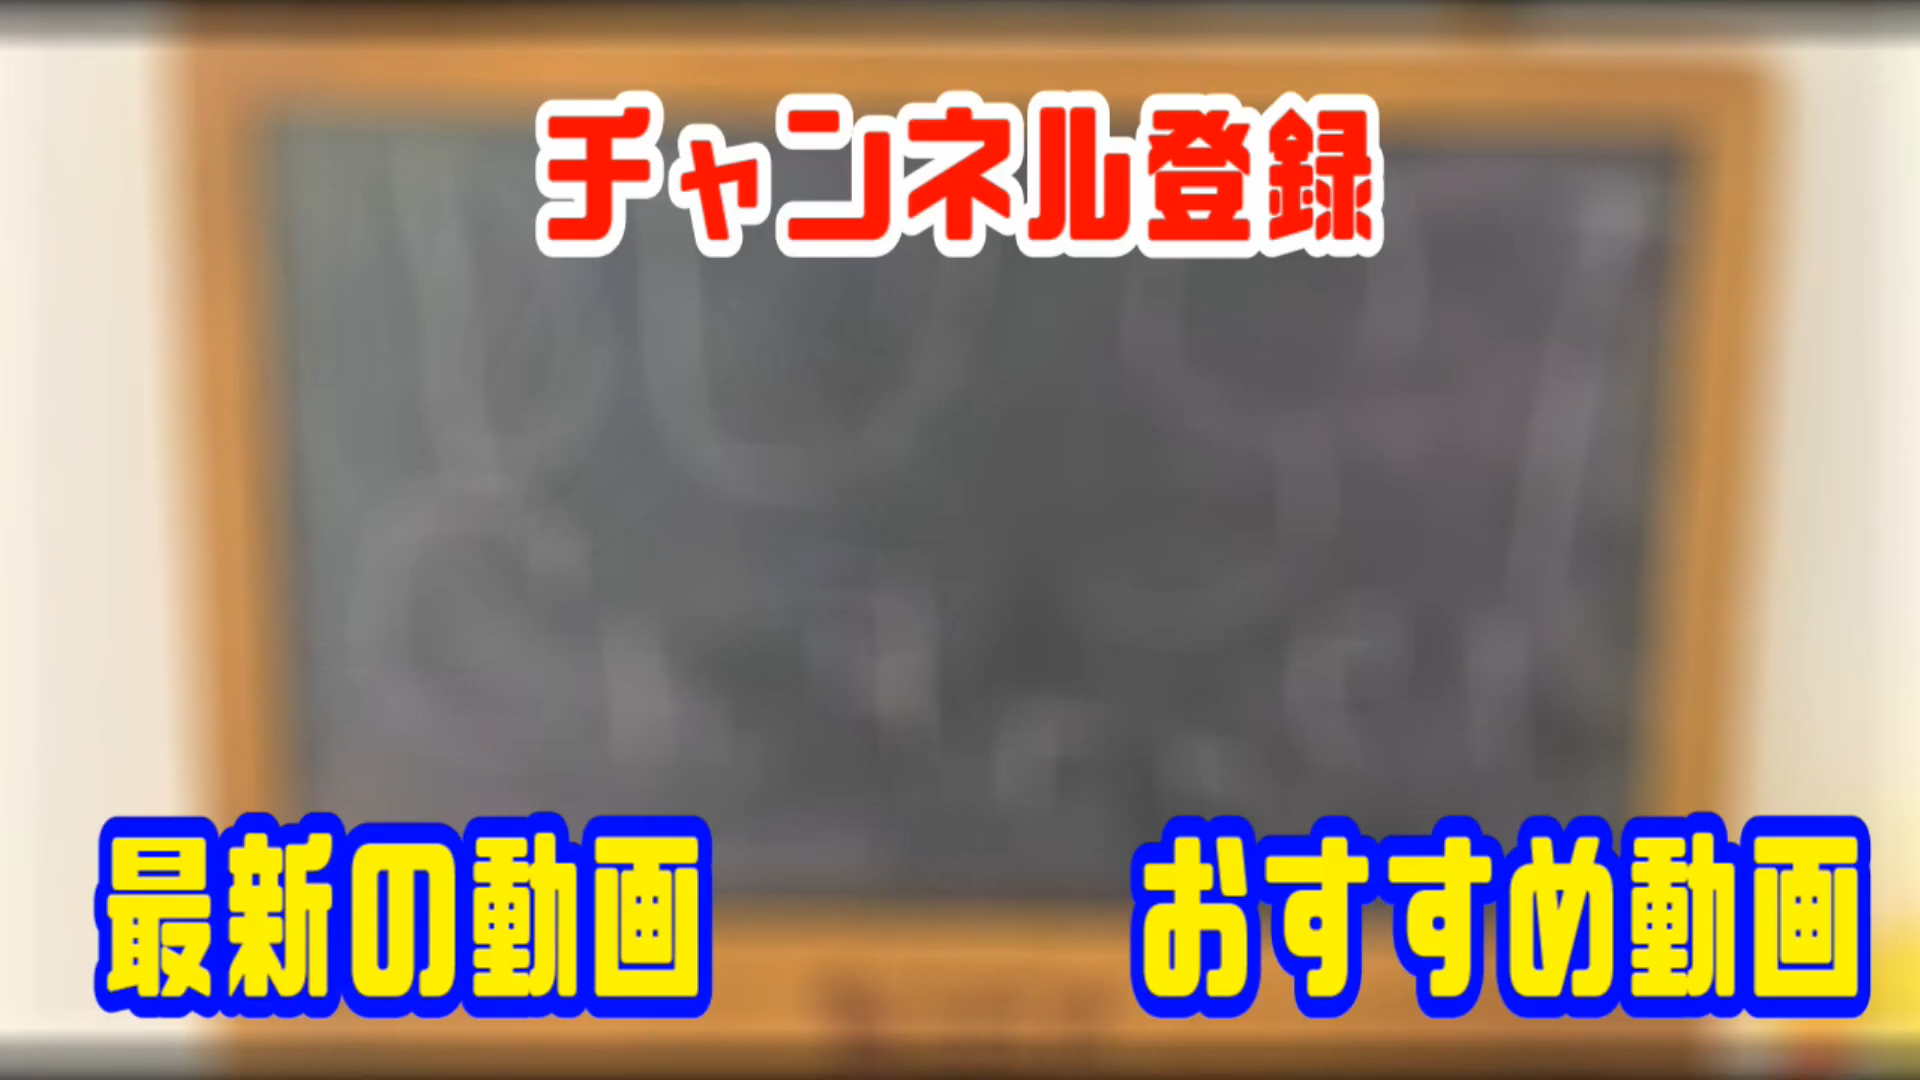 チャンネル登録
最新の動画
おすすめ動画